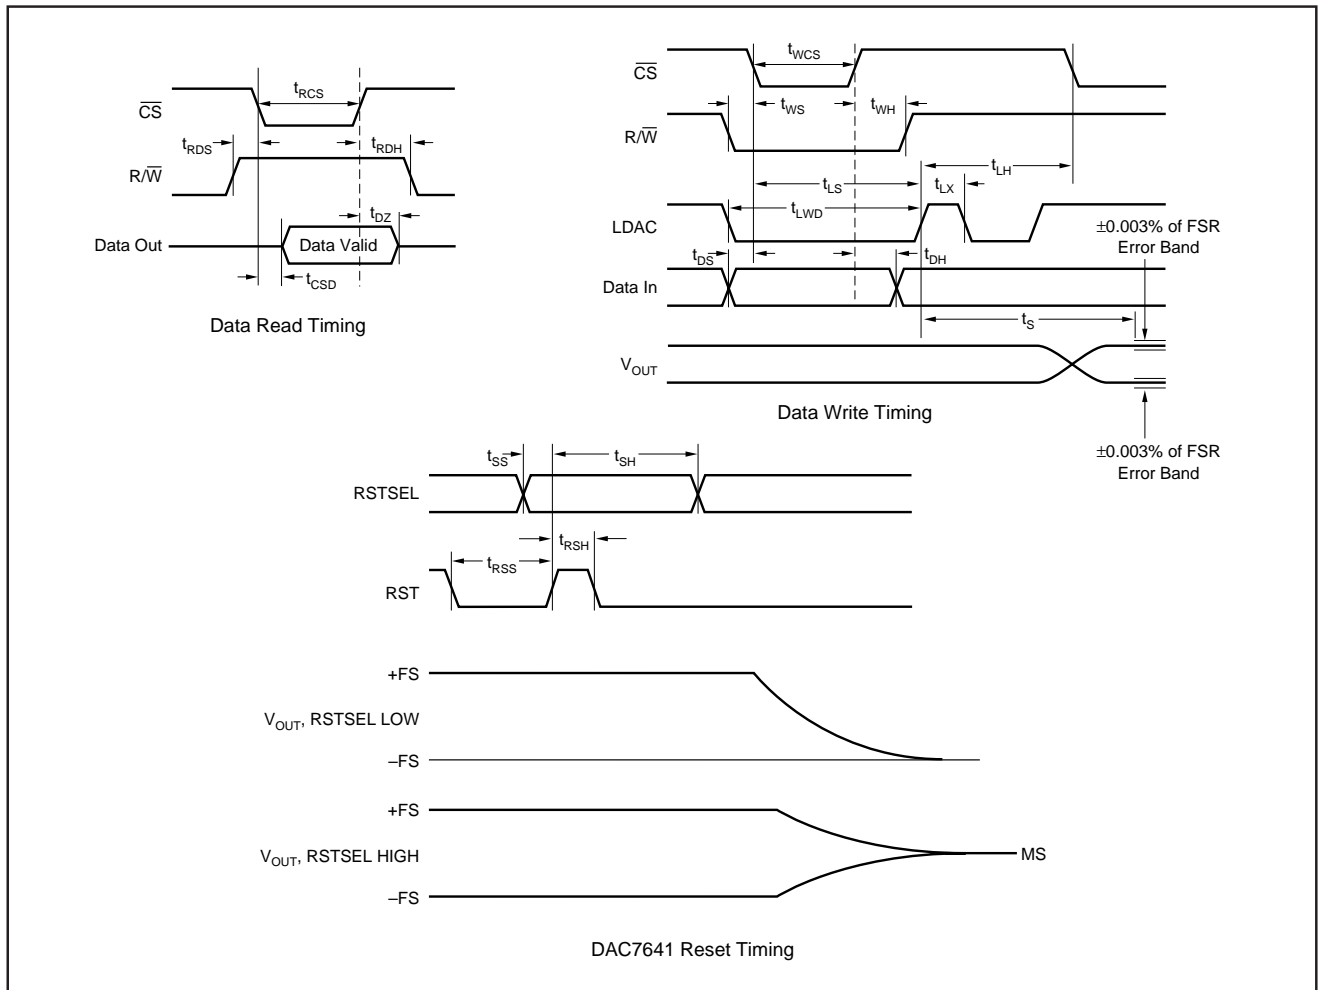 CS
tRCS
tRDS
tRDH
R/W
tDZ
Data Out
Data Valid
tCSD
Data Read Timing
CS
tWCS
tWS
tWH
R/W
tLH
tLS
tLX
LDAC
tLWD
±0.003% of FSR
Error Band
tDS
tDH
Data In
tS
VOUT
Data Write Timing
±0.003% of FSR
Error Band
tSS
tSH
RSTSEL
tRSH
tRSS
RST
+FS
VOUT, RSTSEL LOW
–FS
+FS
VOUT, RSTSEL HIGH
MS
–FS
DAC7641 Reset Timing